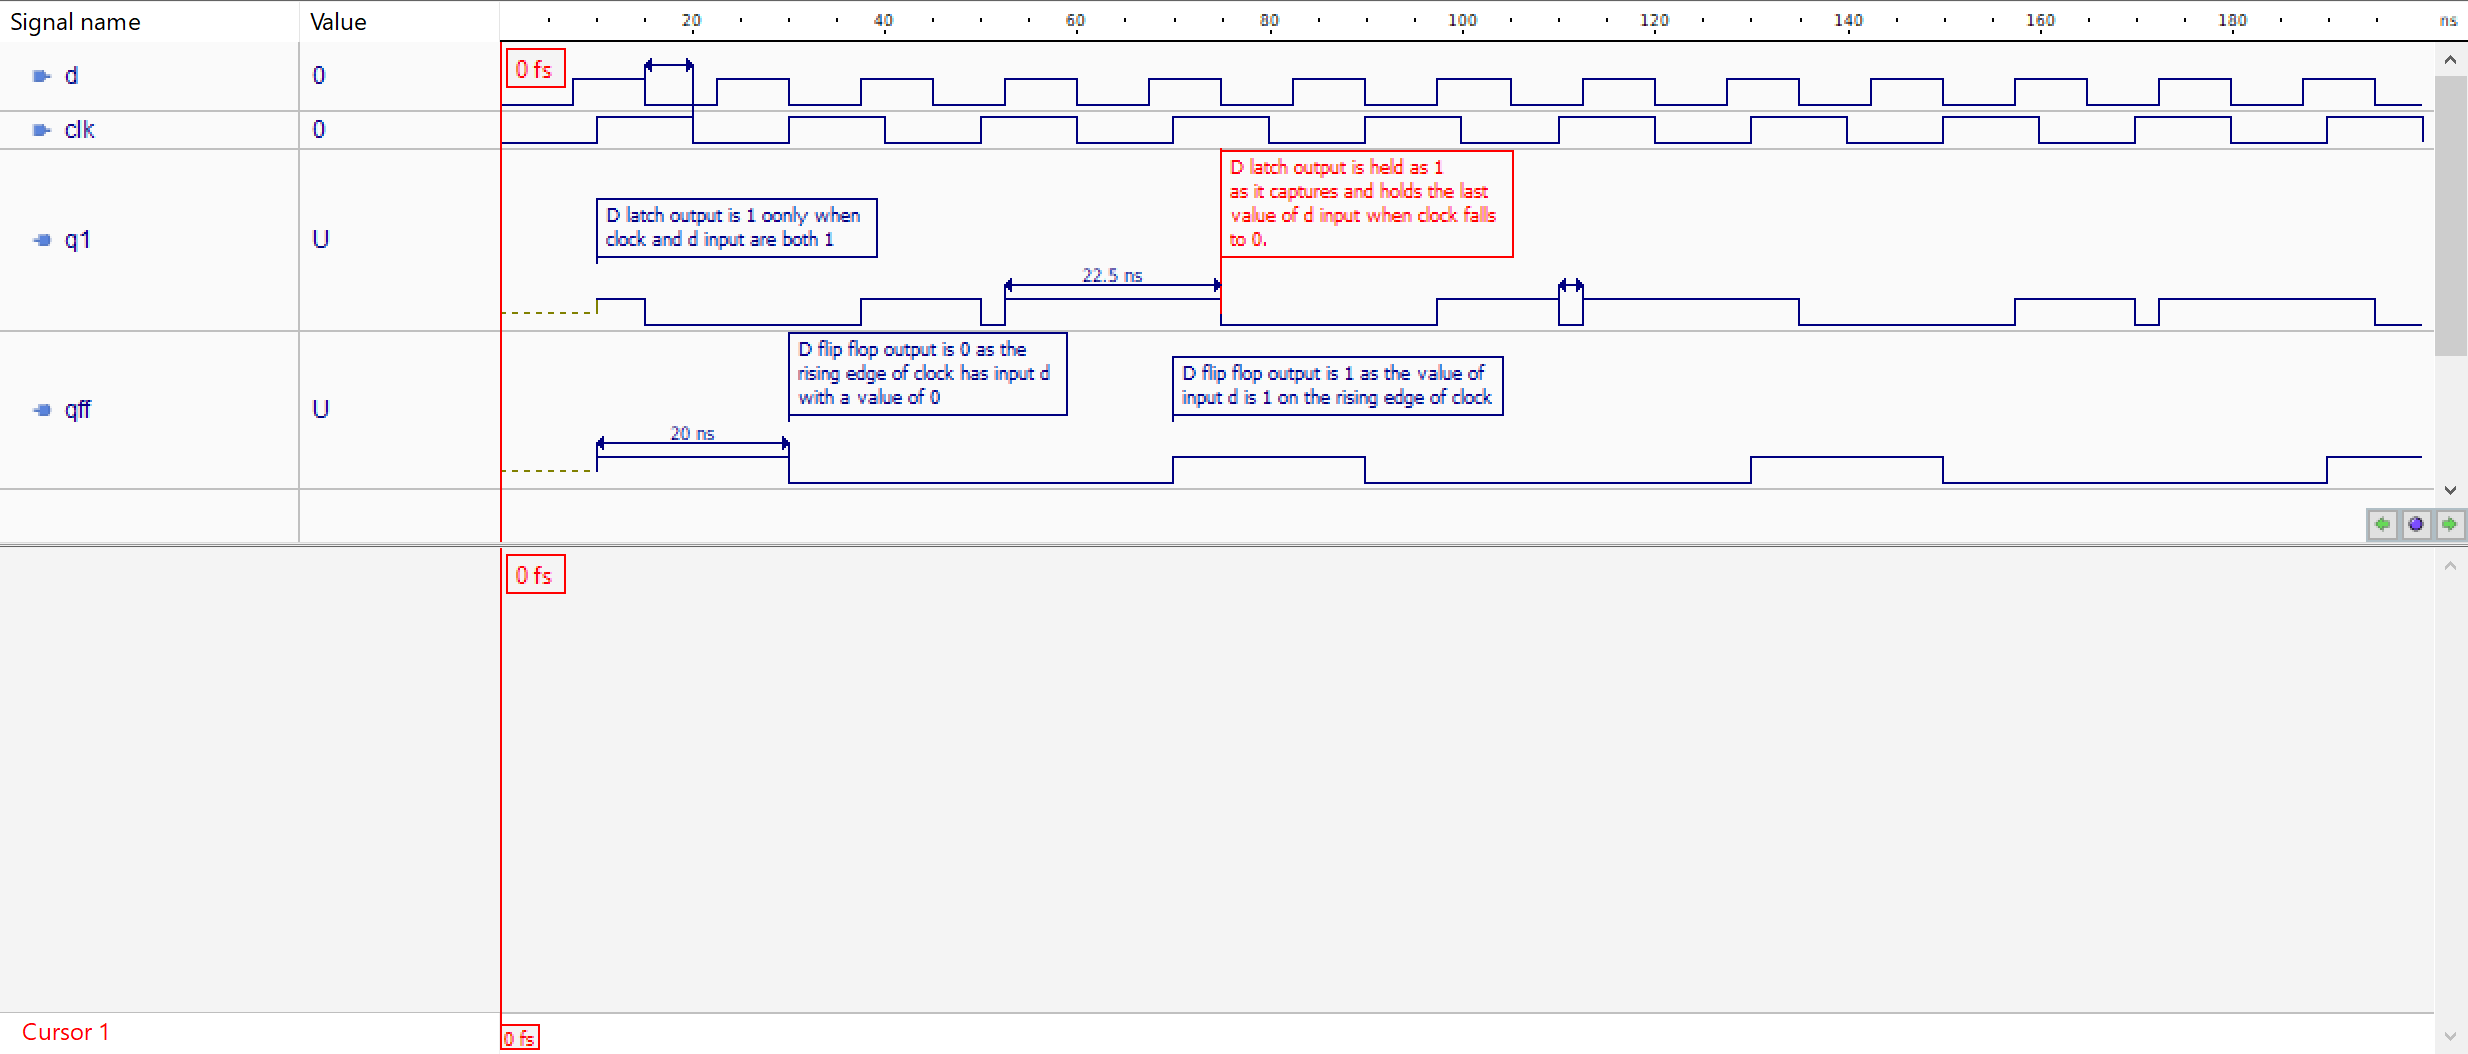 Signal name
Value
20
40
60
80
100
120
140
160
180
ns
0 fs
d
0
clk
0
D latch output is 1 oonly when
clock and d input are both 1
D latch output is held as 1
as it captures and holds the last
value of d input when clock falls
to 0.
q1
U
22.5 ns
D flip flop output is 0 as the
rising edge of clock has input d
with a value of 0
D flip flop output is 1 as the value of
input d is 1 on the rising edge of clock
qff
U
20 ns
0 fs
Cursor 1
0 fs